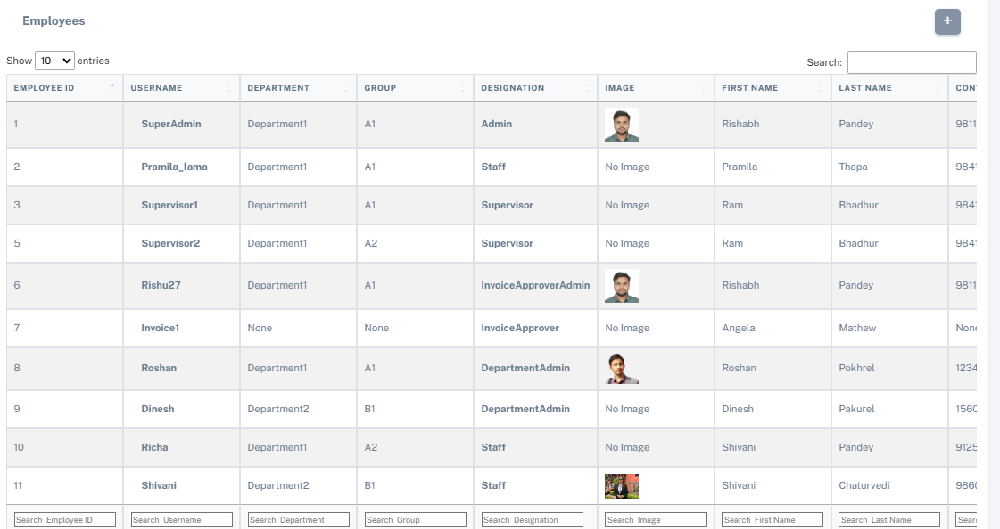 Employees +
Show 10 entries Search:
EMPLOYEE ID USERNAME DEPARTMENT GROUP DESIGNATION IMAGE FIRST NAME LAST NAME
1 SuperAdmin Department1 A1 Admin Rishabh Pandey 9811
2 Pramila_lama Department1 A1 Staff No Image Pramila Thapa 984
3 Supervisor1 Department1 A1 Supervisor No Image Ram Bhadhur 984
5 Supervisor2 Department1 A2 Supervisor No Image Ram Bhadhur 984
6 Rishu27 Department1 A1 InvoiceApproverAdmin Rishabh Pandey 9811
7 Invoice1 None None InvoiceApprover No Image Angela Mathew None
8 Roshan Department1 A1 DepartmentAdmin Roshan Pokhrel 1234
9 Dinesh Department2 B1 DepartmentAdmin No Image Dinesh Pakurel 1560
10 Richa Department1 A2 Staff No Image Shivani Pandey 9125
11 Shivani Department2 B1 Staff Shivani Chaturvedi 9860
Search Employee ID Search Username Search Department Search Group Search Designation Search Image Search First Name Search Last Name